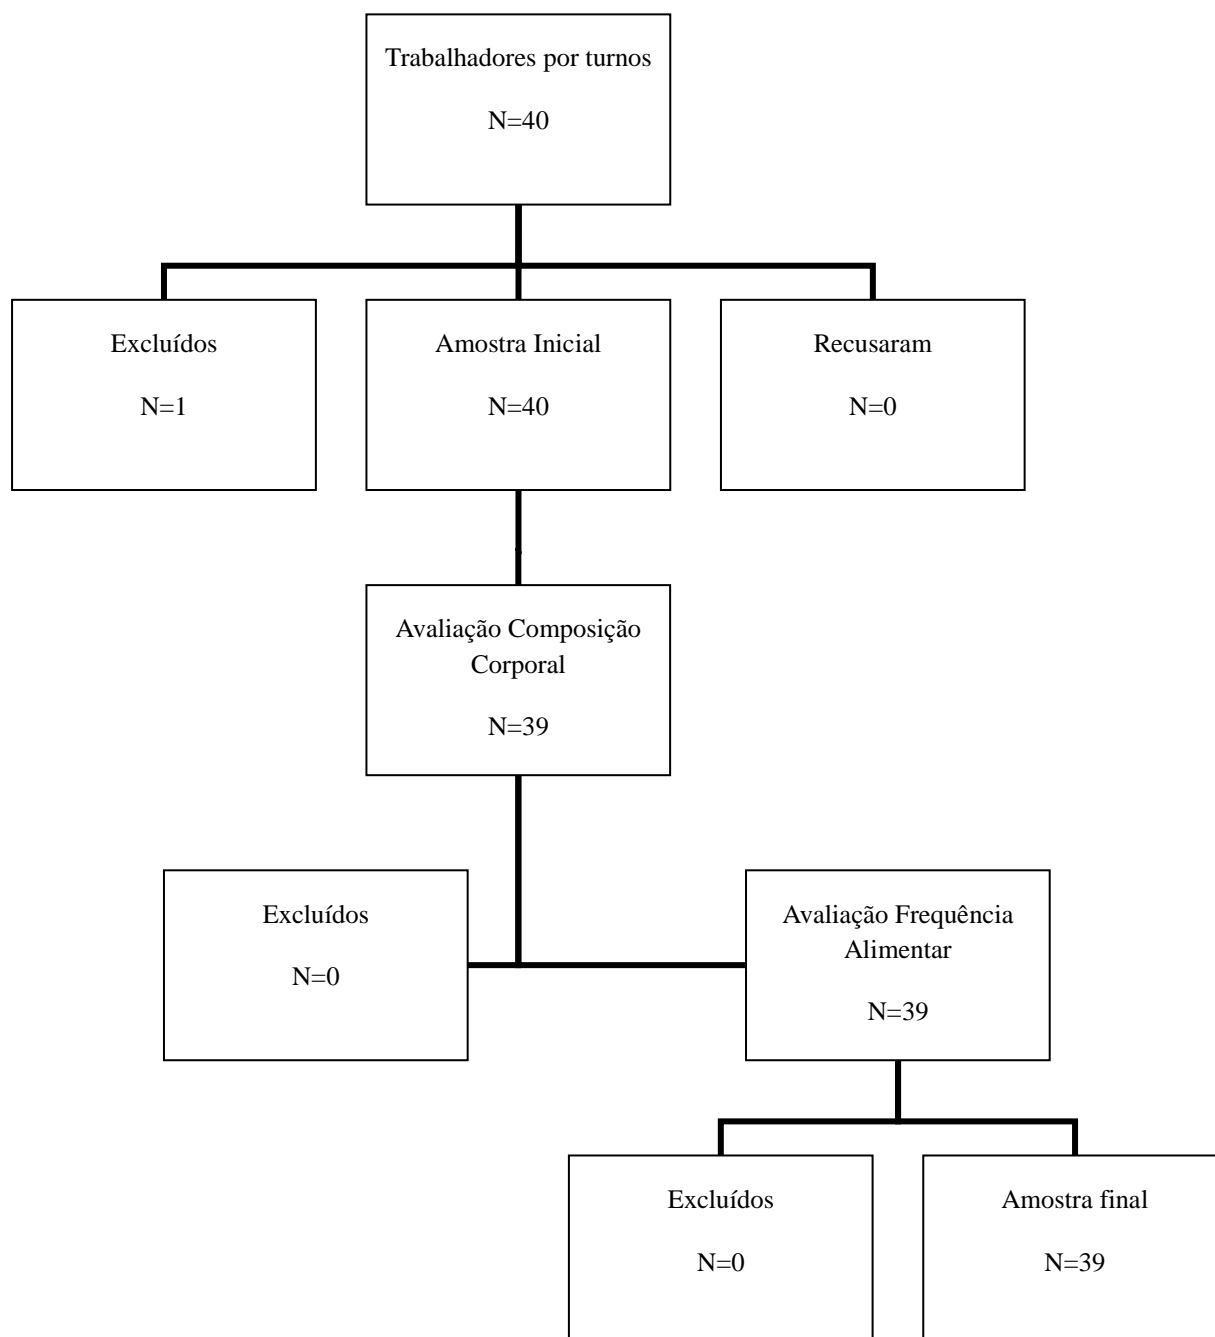 Trabalhadores por turnos
N=40
Excluídos
N=1
Amostra Inicial
N=40
Recusaram
N=0
Avaliação Composição
Corporal
N=39
Excluídos
N=0
Avaliação Frequência
Alimentar
N=39
Excluídos
N=0
Amostra final
N=39